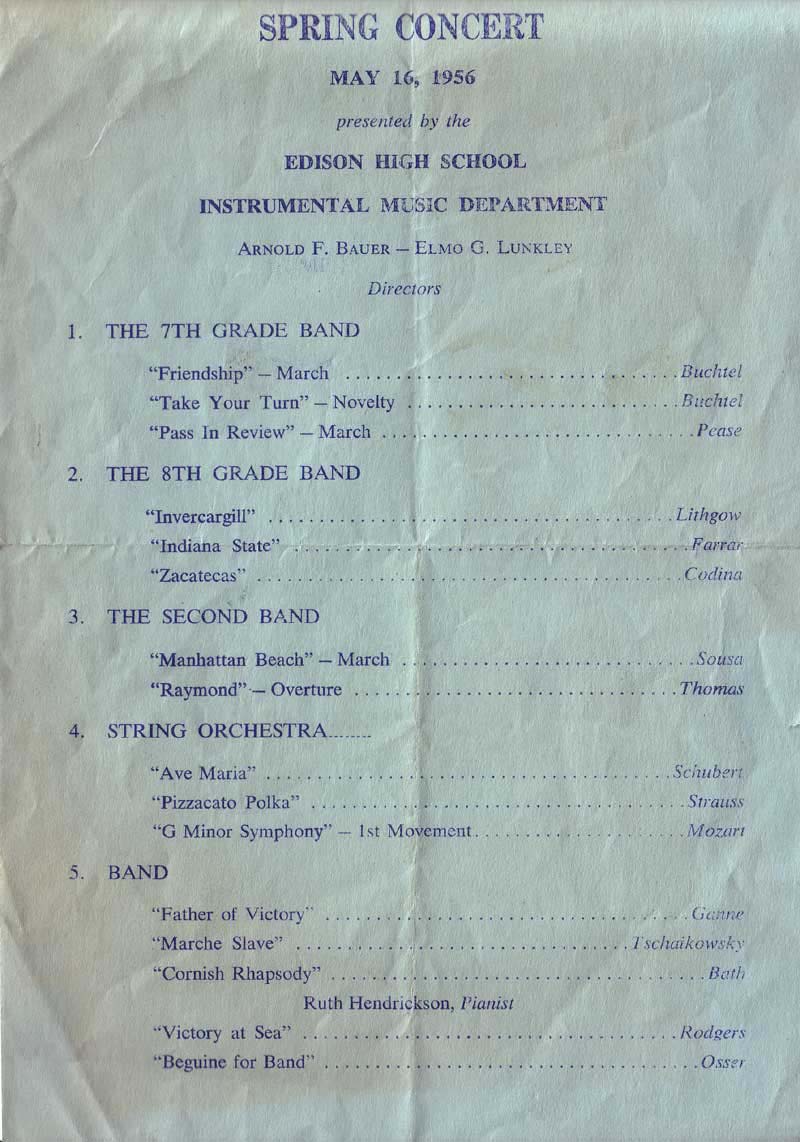 SPRING CONCERT
MAY 16, 1956
presented by the
EDISON HIGH SCHOOL
INSTRUMENTAL MUSIC DEPARTMENT
ARNOLD F. BAUER — ELMO G. LUNKLEY
Directors
1. THE 7TH GRADE BAND
“Friendship” — March ................................ Buchtel
“Take Your Turn” — Novelty ........................... Buchtel
“Pass In Review” — March ............................... Pease
2. THE 8TH GRADE BAND
“Invercargill” ........................................ Lithgow
“Indiana State” ....................................... Farrar
“Zacatecas” .......................................... Codina
3. THE SECOND BAND
“Manhattan Beach” — March ............................. Sousa
“Raymond” — Overture ................................ Thomas
4. STRING ORCHESTRA........
“Ave Maria” ........................................ Schubert
“Pizzacato Polka” ..................................... Strauss
“G Minor Symphony” — 1st Movement..................... Mozart
5. BAND
“Father of Victory” .................................... Ganne
“Marche Slave” ................................. Tschaikowsky
“Cornish Rhapsody” ..................................... Bath
Ruth Hendrickson, Pianist
“Victory at Sea” ..................................... Rodgers
“Beguine for Band” ..................................... Osser